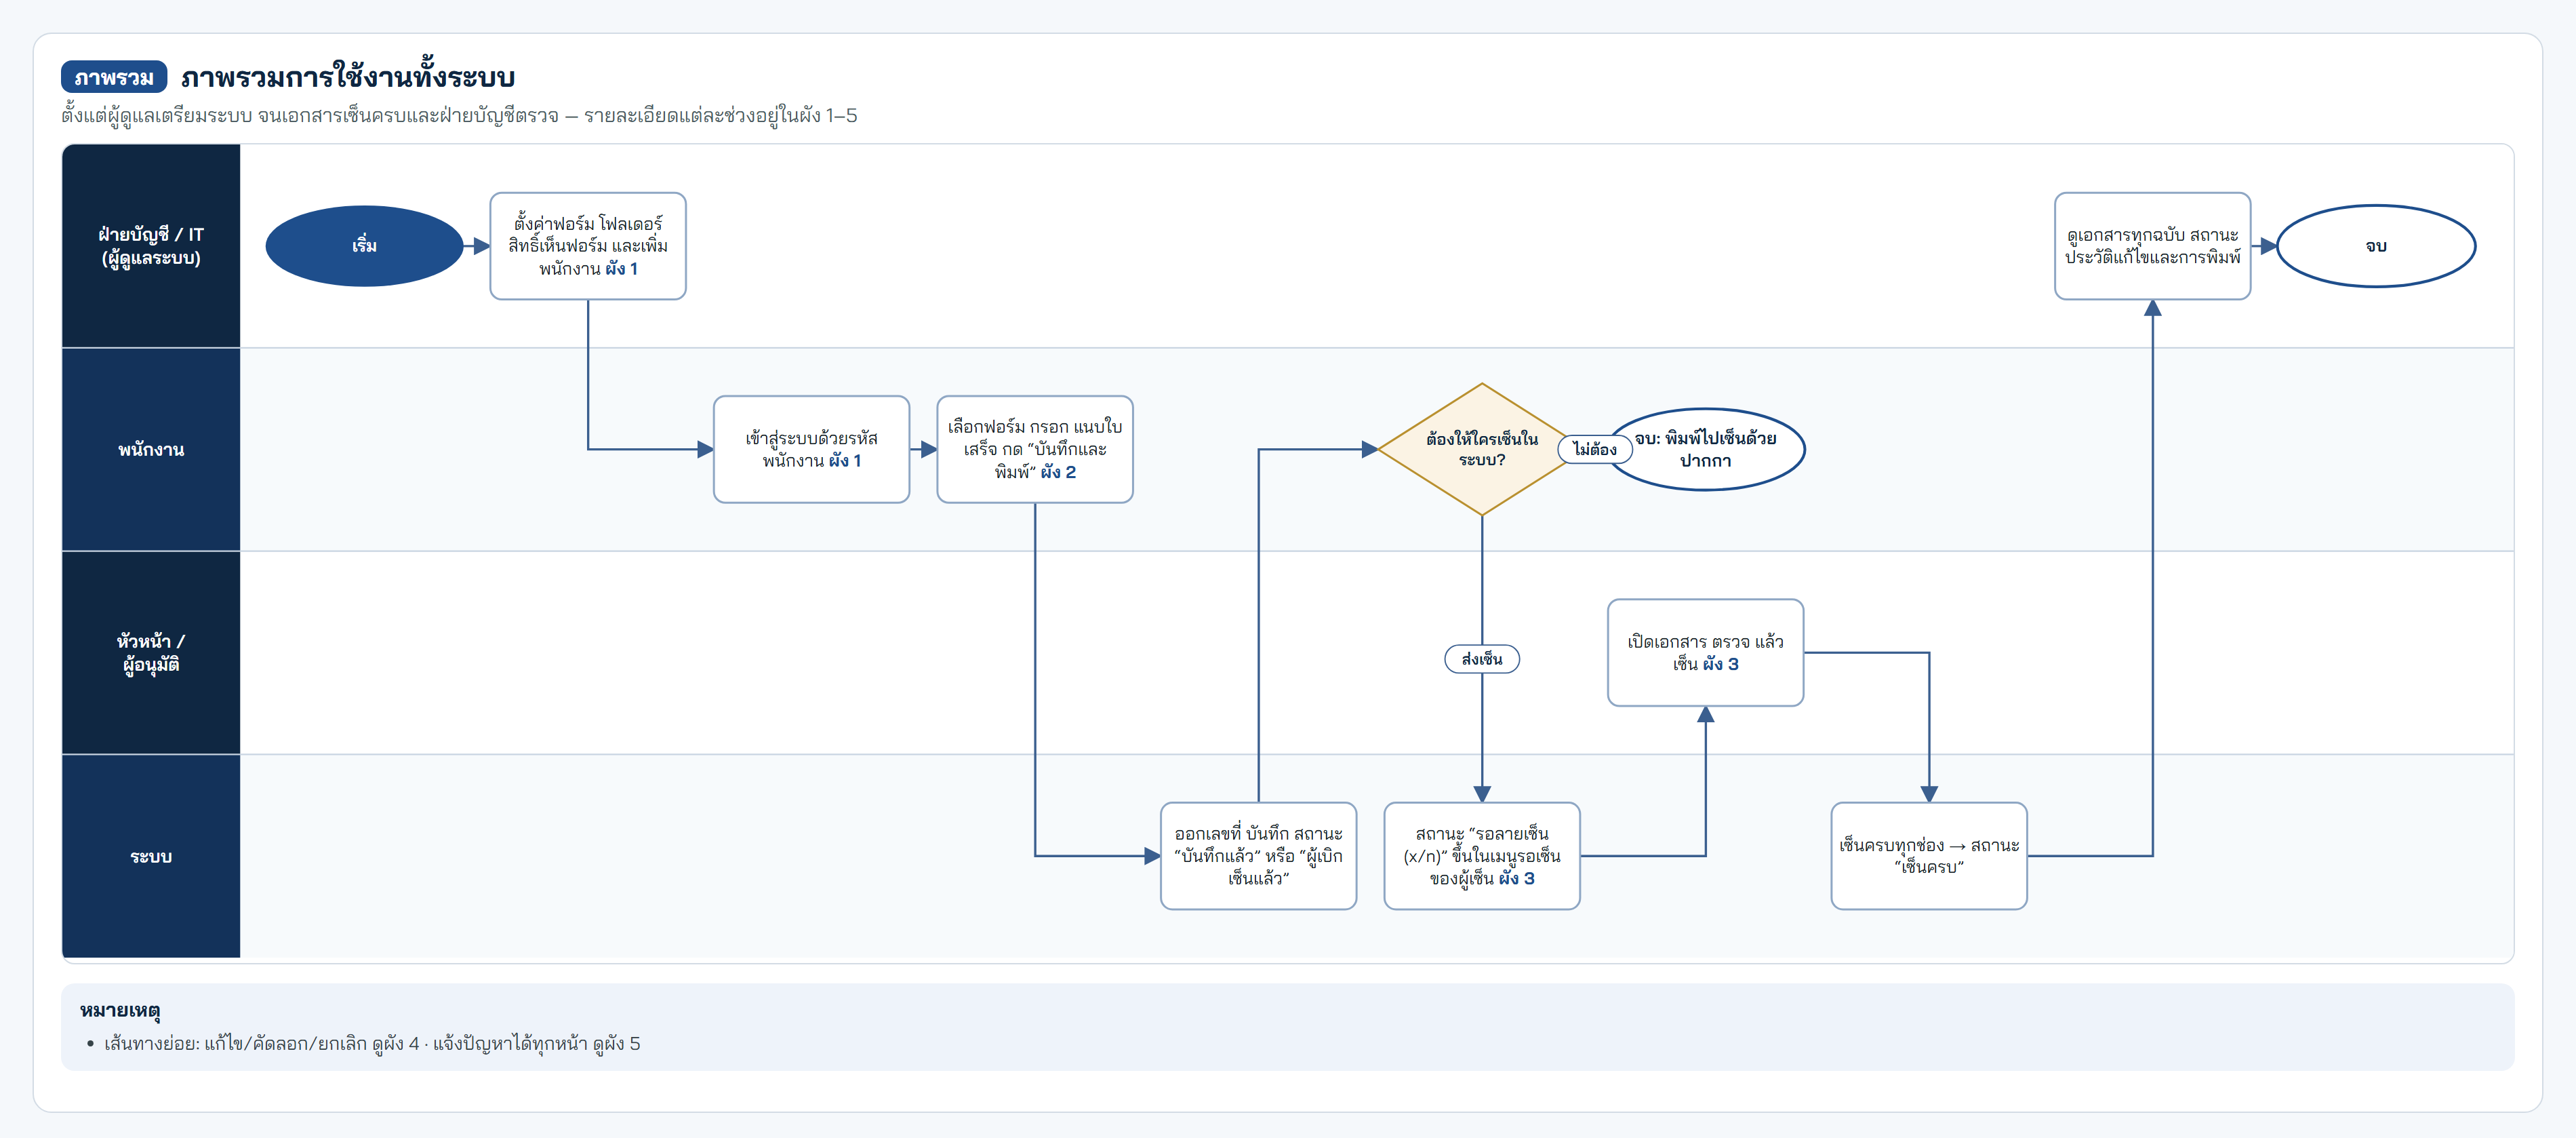 ภาพรวม ภาพรวมการใช้งานทั้งระบบ
ตั้งแต่ผู้ดูแลเตรียมระบบ จนเอกสารเซ็นครบและฝ่ายบัญชีตรวจ — รายละเอียดแต่ละช่วงอยู่ในผัง 1–5
ฝ่ายบัญชี / IT
(ผู้ดูแลระบบ)
เริ่ม
ตั้งค่าฟอร์ม โฟลเดอร์
สิทธิ์เห็นฟอร์ม และเพิ่ม
พนักงาน ผัง 1
ดูเอกสารทุกฉบับ สถานะ
ประวัติแก้ไขและการพิมพ์
จบ
พนักงาน
เข้าสู่ระบบด้วยรหัส
พนักงาน ผัง 1
เลือกฟอร์ม กรอก แนบใบ
เสร็จ กด “บันทึกและ
พิมพ์” ผัง 2
ต้องให้ใครเซ็นใน
ระบบ?
ไม่ต้อง
จบ: พิมพ์ไปเซ็นด้วย
ปากกา
หัวหน้า /
ผู้อนุมัติ
ส่งเซ็น
เปิดเอกสาร ตรวจ แล้ว
เซ็น ผัง 3
ระบบ
ออกเลขที่ บันทึก สถานะ
“บันทึกแล้ว” หรือ “ผู้เบิก
เซ็นแล้ว”
สถานะ “รอลายเซ็น
(x/n)” ขึ้นในเมนูรอเซ็น
ของผู้เซ็น ผัง 3
เซ็นครบทุกช่อง → สถานะ
“เซ็นครบ”
หมายเหตุ
• เส้นทางย่อย: แก้ไข/คัดลอก/ยกเลิก ดูผัง 4 · แจ้งปัญหาได้ทุกหน้า ดูผัง 5